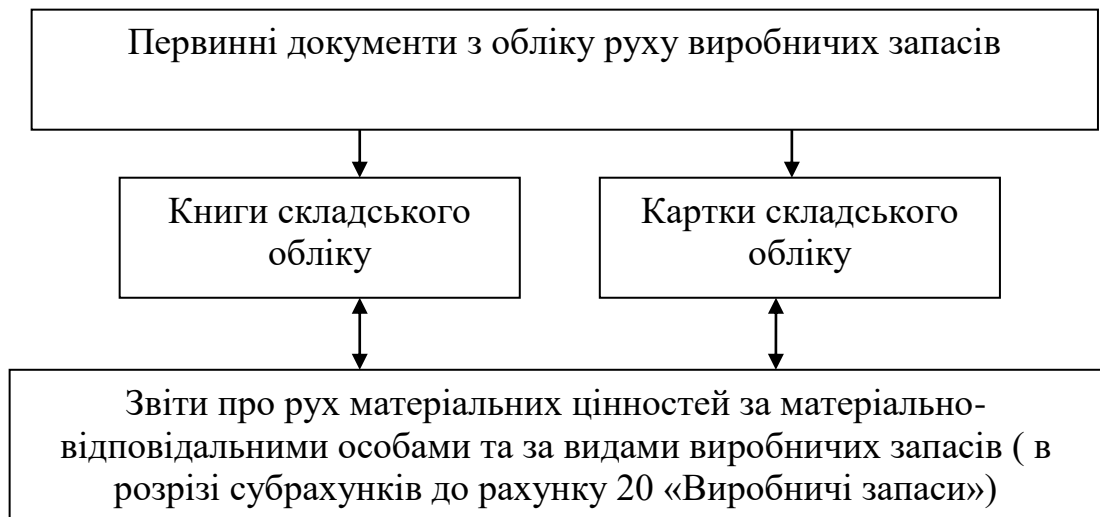 Первинні документи з обліку руху виробничих запасів
Книги складського
обліку
Картки складського
обліку
Звіти про рух матеріальних цінностей за матеріально-
відповідальними особами та за видами виробничих запасів ( в
розрізі субрахунків до рахунку 20 «Виробничі запаси»)